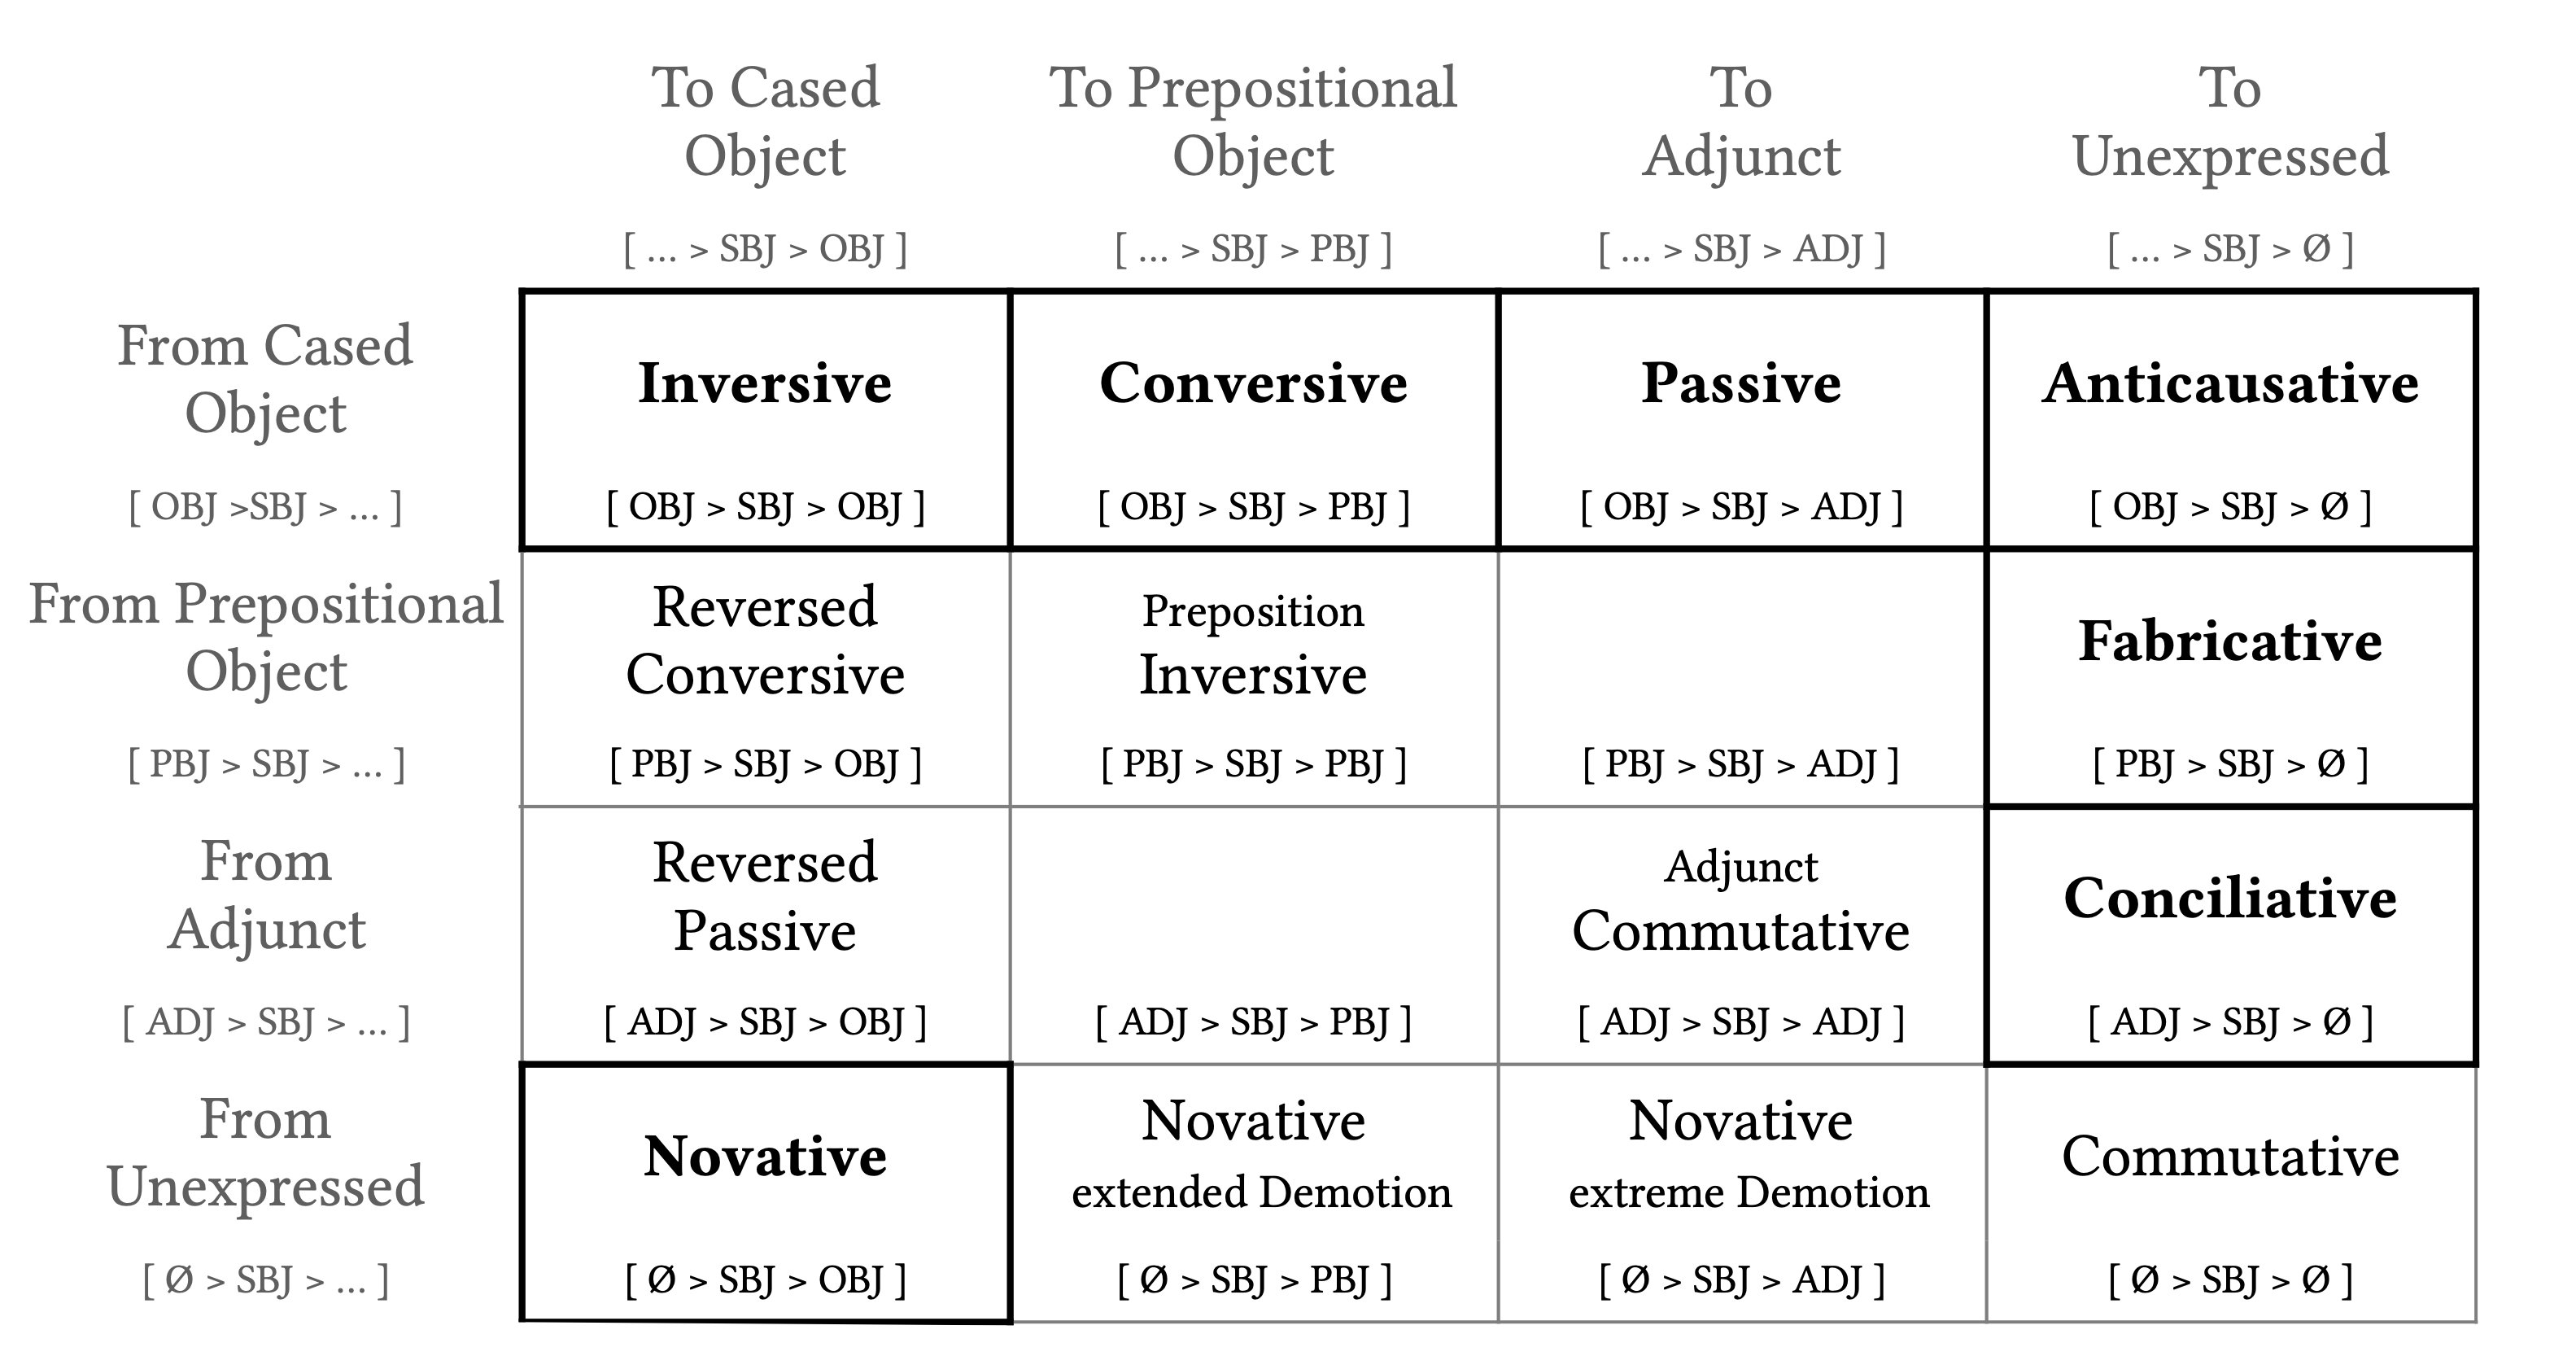 To Cased To Prepositional To To
Object Object Adjunct Unexpressed
[ ... > SBJ > OBJ ] [ ... > SBJ > PBJ ] [ ... > SBJ > ADJ ] [ ... > SBJ > Ø ]
From Cased
Object
[ OBJ >SBJ > ... ]
Inversive Conversive Passive Anticausative
[ OBJ > SBJ > OBJ ] [ OBJ > SBJ > PBJ ] [ OBJ > SBJ > ADJ ] [ OBJ > SBJ > Ø ]
From Prepositional
Object
[ PBJ > SBJ > ... ]
Reversed Preposition
Conversive Inversive Fabricative
[ PBJ > SBJ > OBJ ] [ PBJ > SBJ > PBJ ] [ PBJ > SBJ > ADJ ] [ PBJ > SBJ > Ø ]
From
Adjunct
[ ADJ > SBJ > ... ]
Reversed Adjunct
Passive Commutative Conciliative
[ ADJ > SBJ > OBJ ] [ ADJ > SBJ > PBJ ] [ ADJ > SBJ > ADJ ] [ ADJ > SBJ > Ø ]
From
Unexpressed
[ Ø > SBJ > ... ]
Novative Novative Novative Commutative
extended Demotion extreme Demotion
[ Ø > SBJ > OBJ ] [ Ø > SBJ > PBJ ] [ Ø > SBJ > ADJ ] [ Ø > SBJ > Ø ]